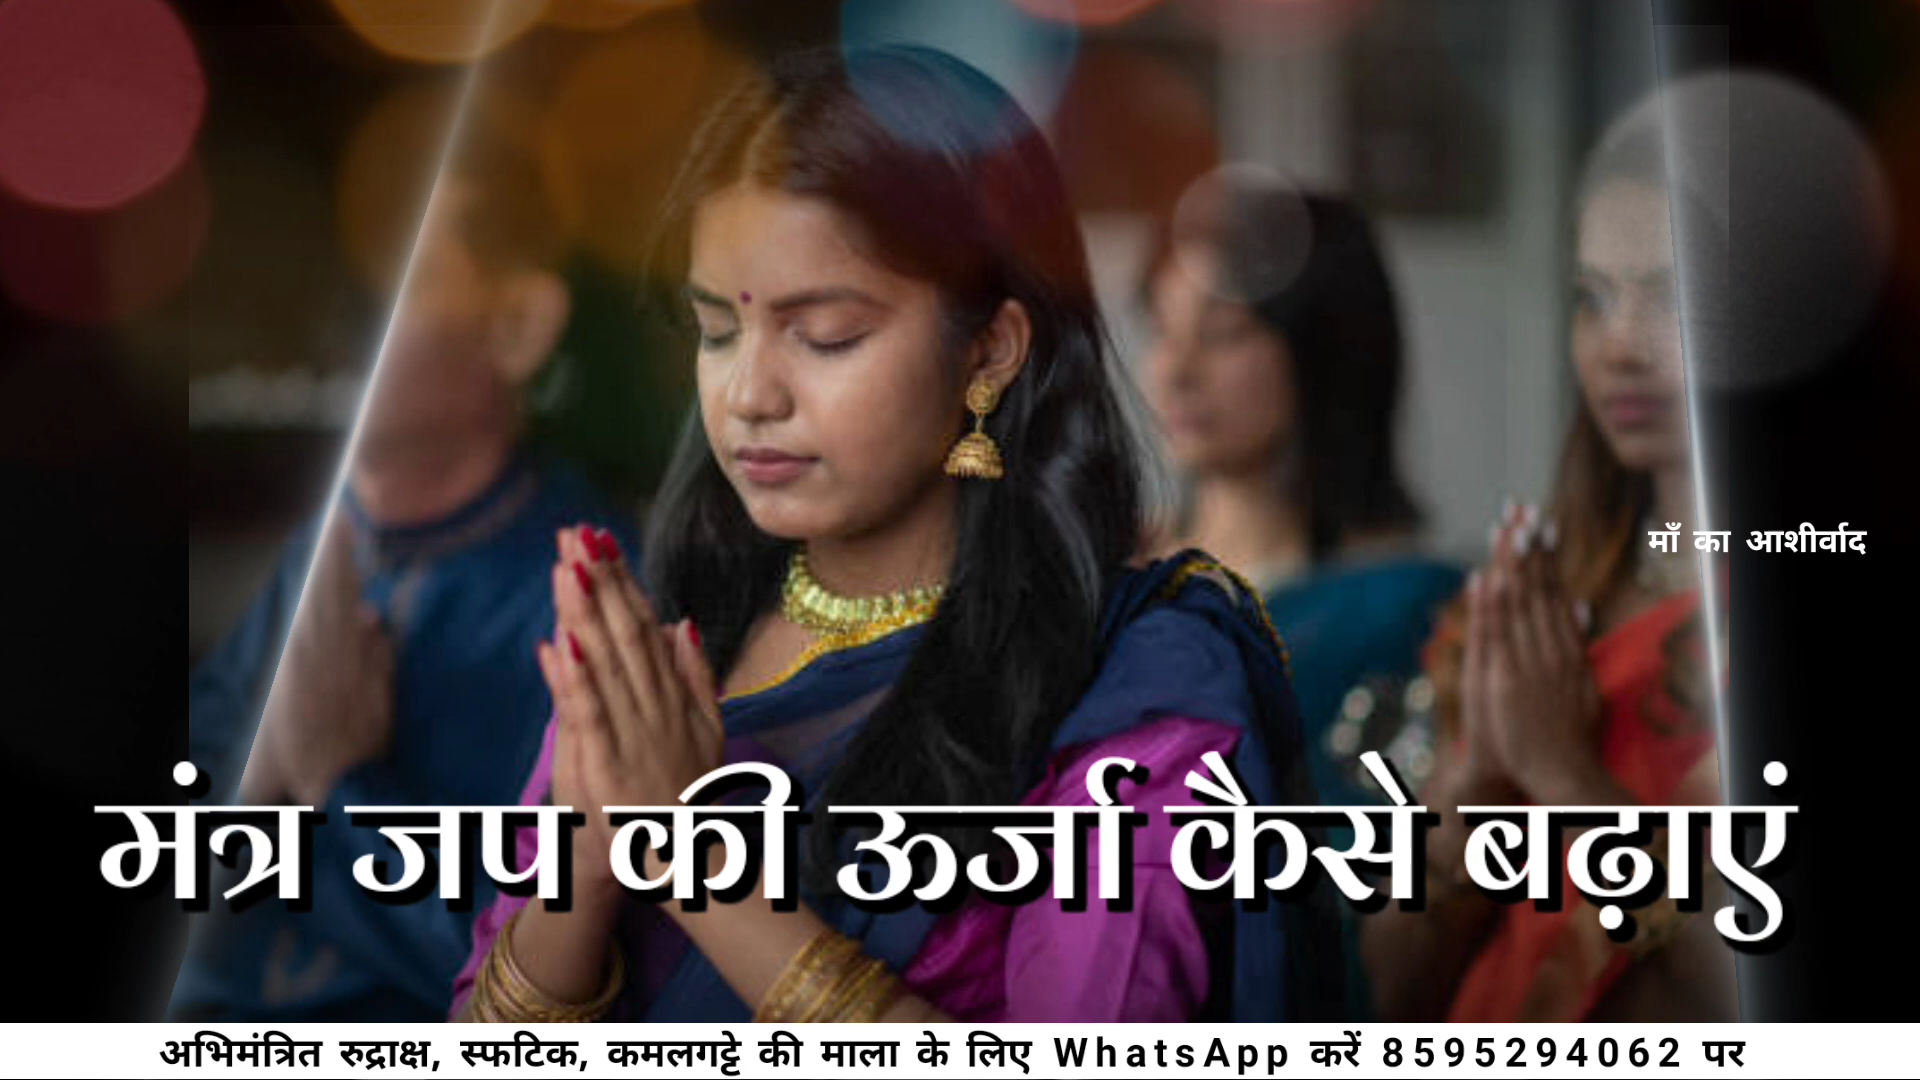 माँ का आशीर्वाद
मंत्र जप की ऊर्जा कैसे बढ़ाएं
अभिमंत्रित रुद्राक्ष, स्फटिक, कमलगट्टे की माला के लिए WhatsApp करें 8595294062 पर